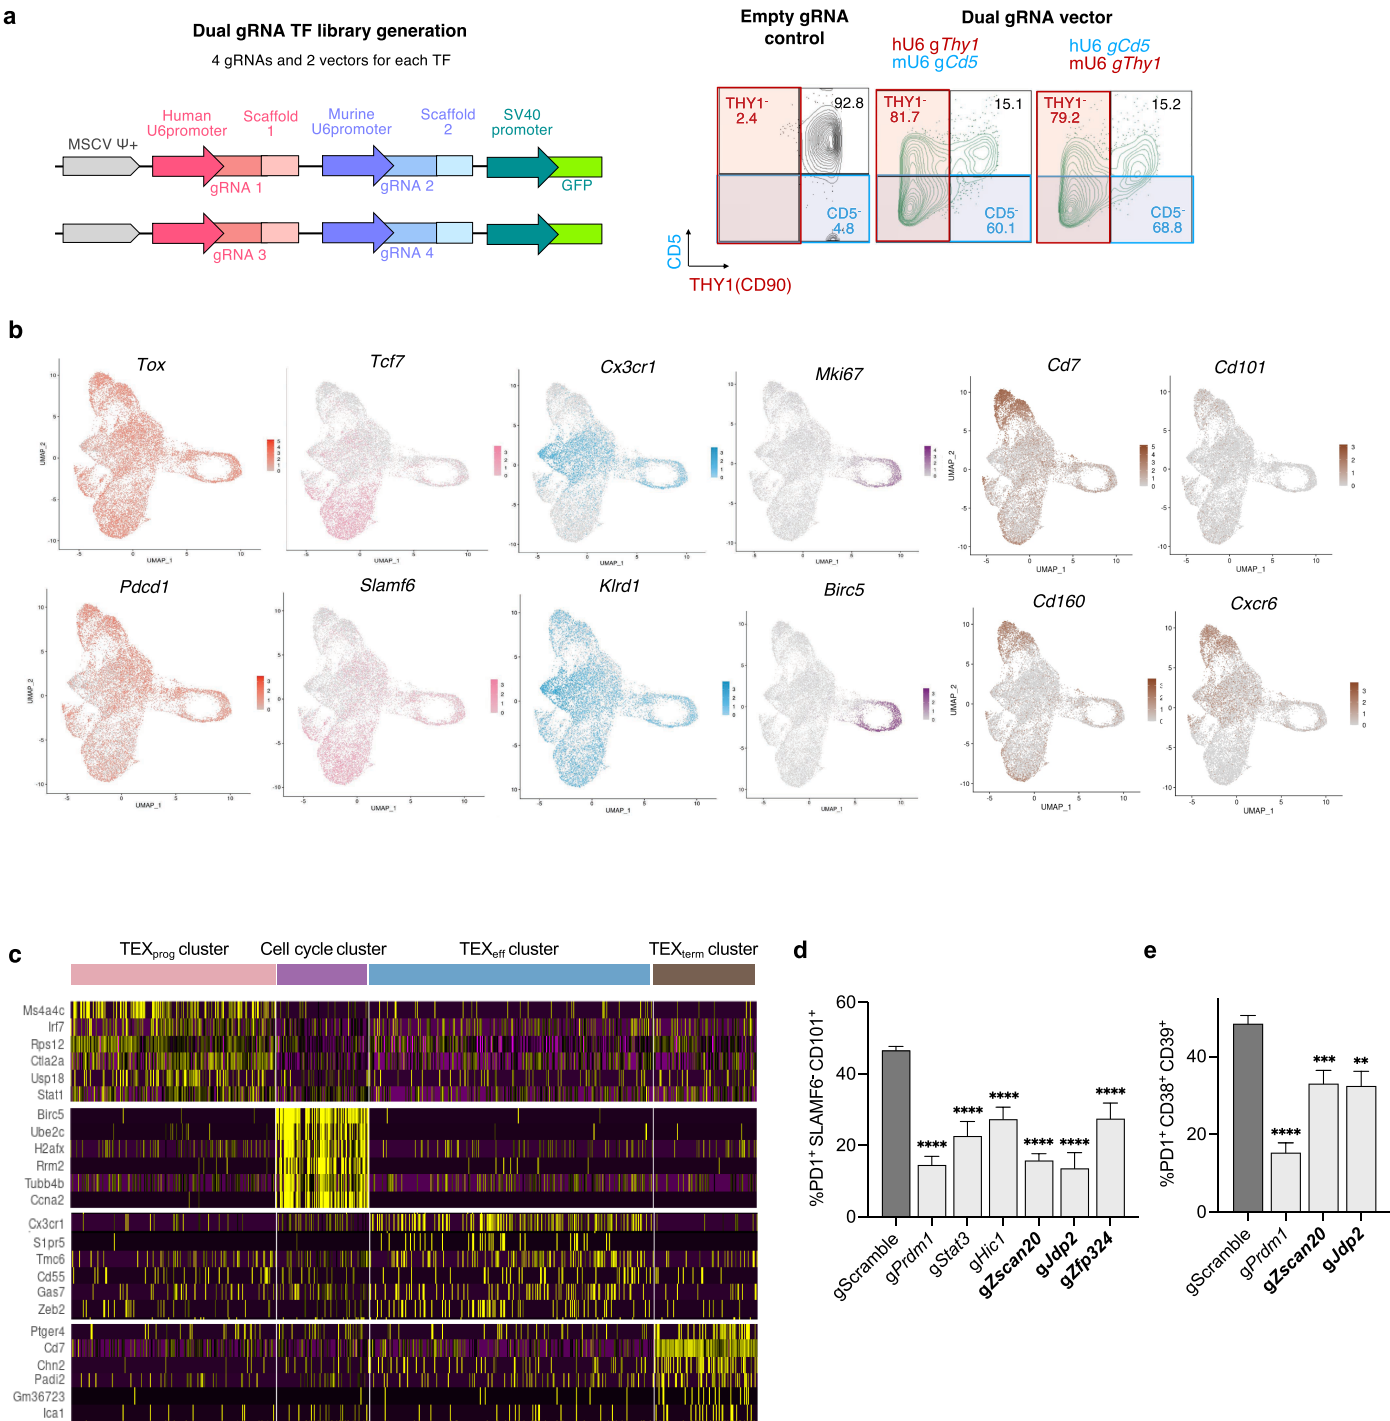 a
Dual gRNA TF library generation
4 gRNAs and 2 vectors for each TF
Human
U6promoter
Scaffold
1
Murine
U6promoter
Scaffold
2
SV40
promoter
MSCV Ψ+
gRNA 1
gRNA 2
GFP
gRNA 3
gRNA 4
Empty gRNA
control
Dual gRNA vector
hU6 gThy1
mU6 gCd5
hU6 gCd5
mU6 gThy1
THY1-
2.4
92.8
CD5-
4.8
THY1-
81.7
15.1
CD5-
60.1
THY1-
79.2
15.2
CD5-
68.8
CD5
THY1(CD90)
b
Tox
Tcf7
Cx3cr1
Mki67
Cd7
Cd101
UMAP_2
UMAP_1
Pdcd1
Slamf6
Klrd1
Birc5
Cd160
Cxcr6
UMAP_2
UMAP_1
c
TEXprog cluster
Cell cycle cluster
TEXeff cluster
TEXterm cluster
Ms4a4c
Irf7
Rps12
Ctla2a
Usp18
Stat1
Birc5
Ube2c
H2afx
Rrm2
Tubb4b
Ccna2
Cx3cr1
S1pr5
Tmc6
Cd55
Gas7
Zeb2
Ptger4
Cd7
Chn2
Padi2
Gm36723
Ica1
d
%PD1+ SLAMF6- CD101+
60
40
20
0
****
****
****
****
****
****
gScramble
gPrdm1
gStat3
gHic1
gZscan20
gJdp2
gZfp324
e
%PD1+ CD38+ CD39+
40
20
0
****
***
**
gScramble
gPrdm1
gZscan20
gJdp2